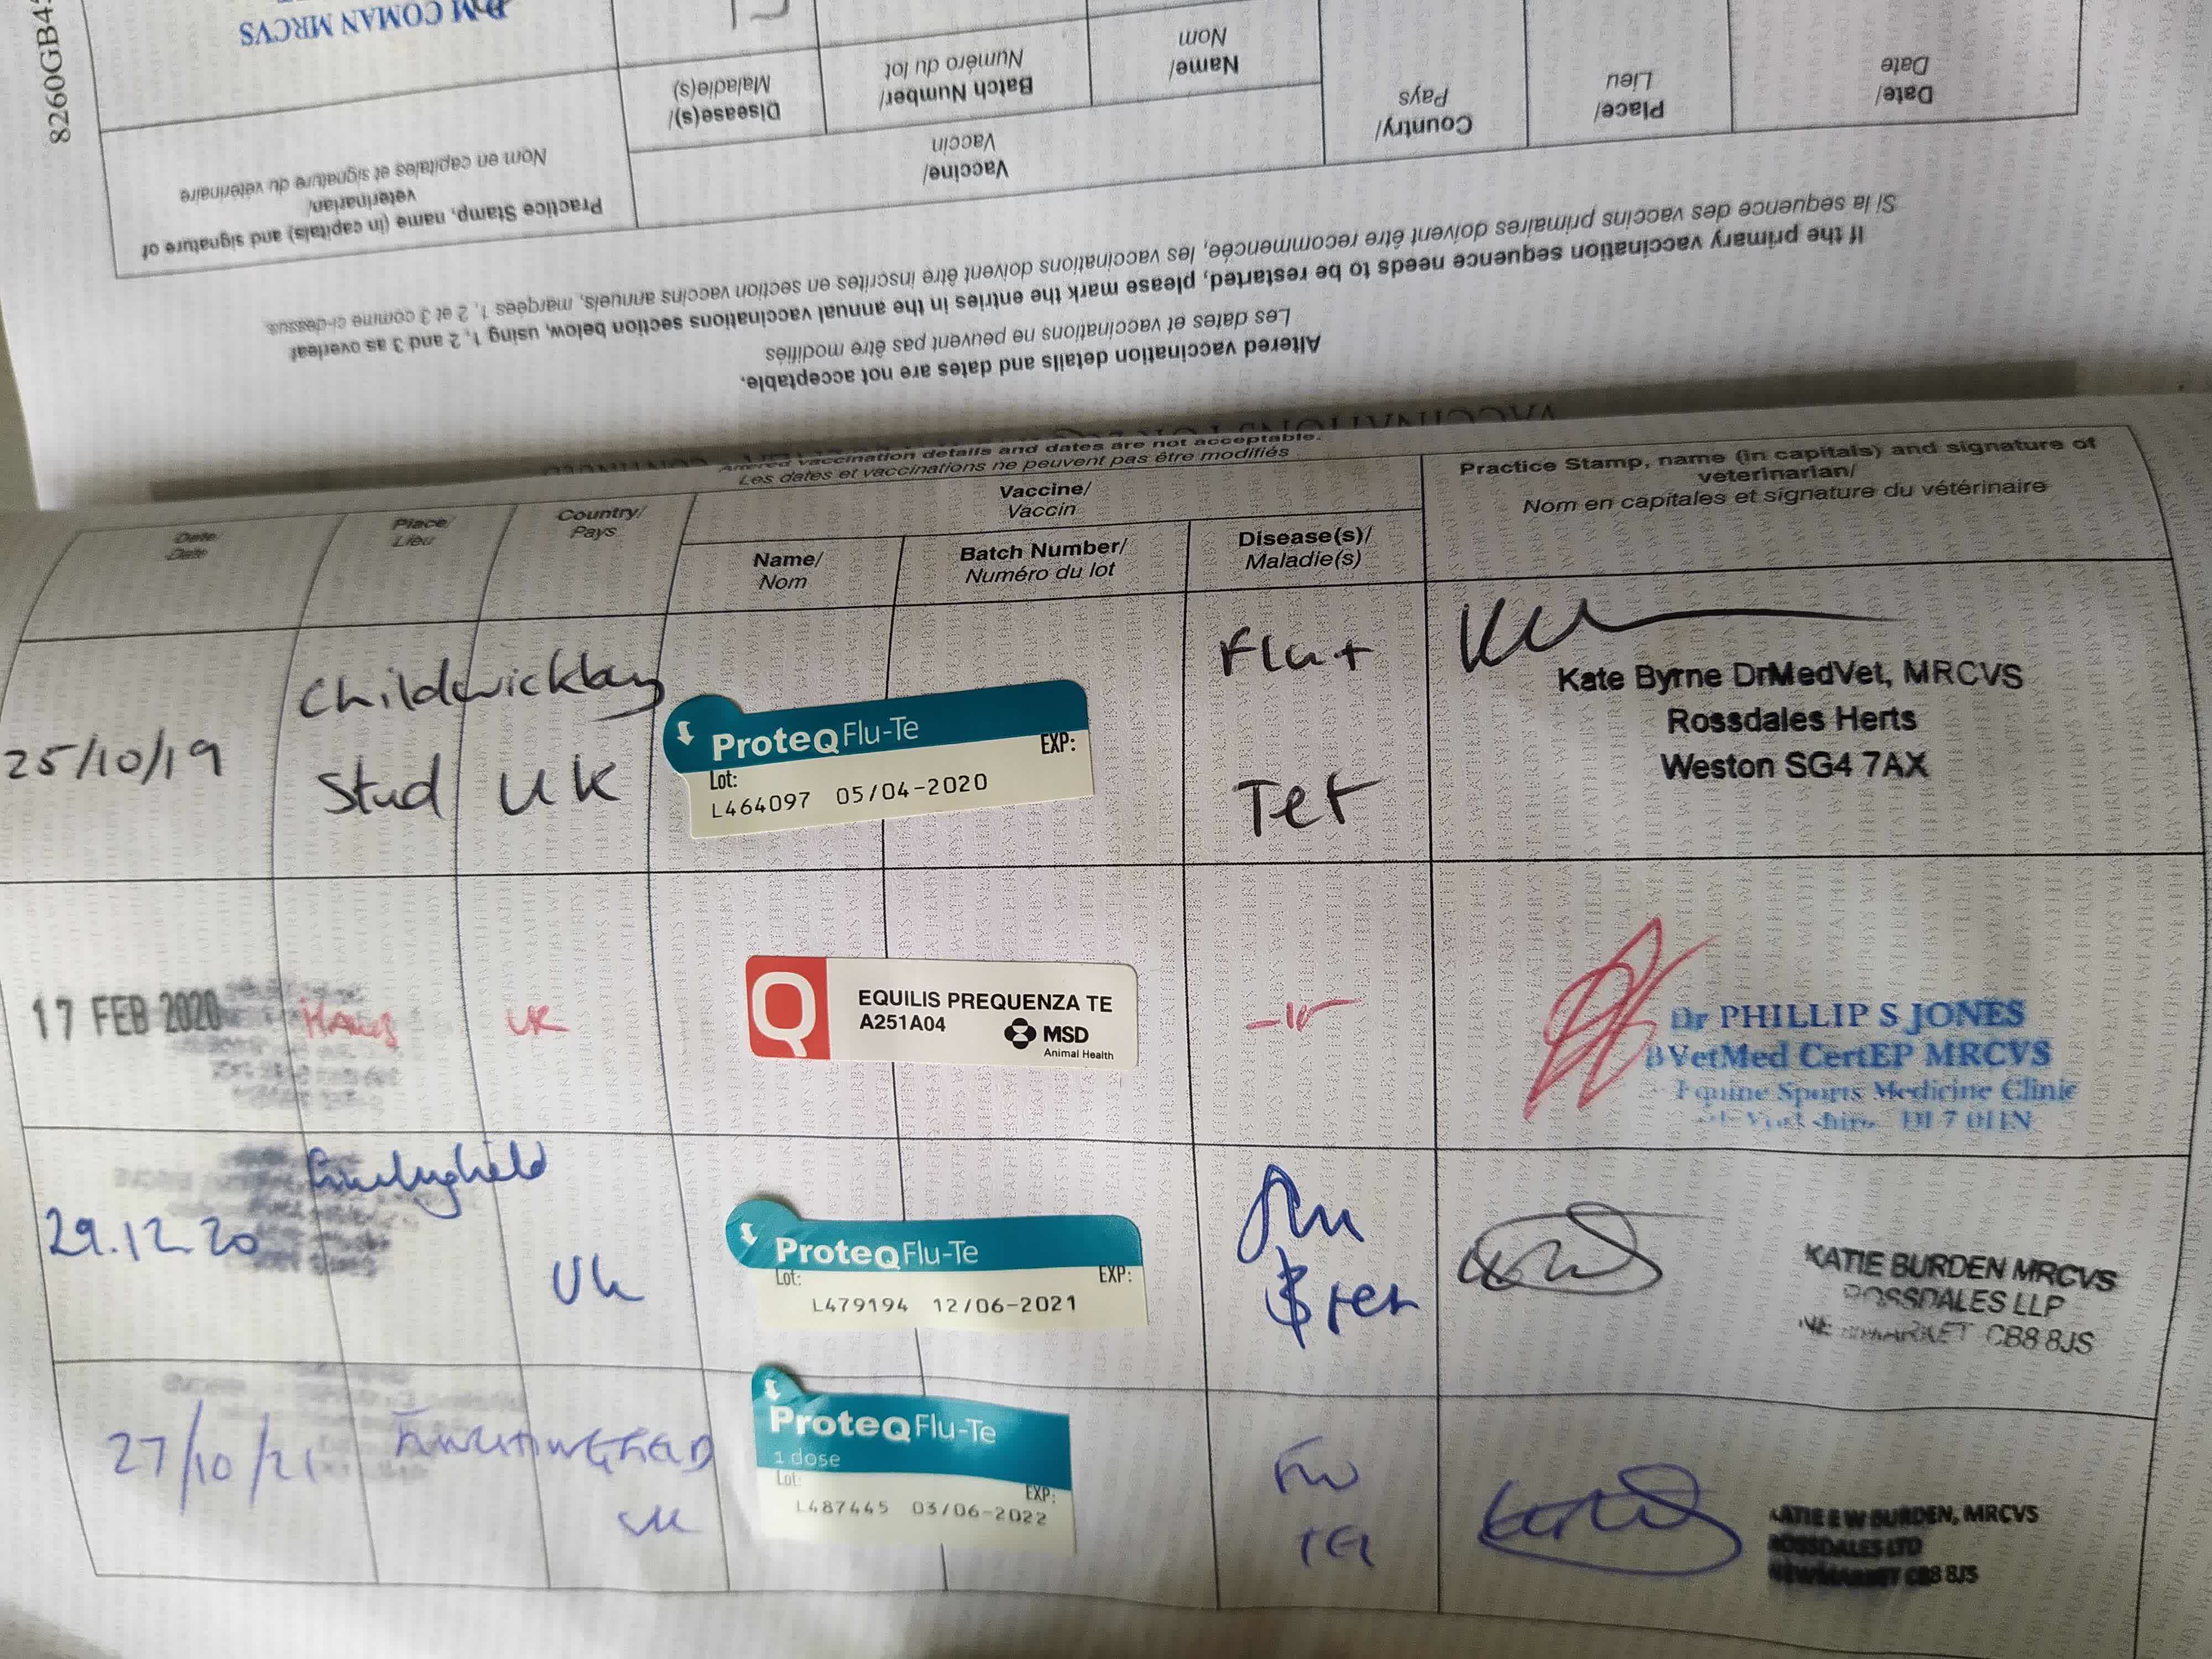 8260GB4
DM COMAN MRCVS
Date/
Date
Place/
Lieu
Country/
Pays
Vaccine/
Vaccin
Name/
Nom
Batch Number/
Numéro du lot
Disease(s)/
Maladie(s)
Practice Stamp, name (in capitals) and signature of
veterinarian/
Nom en capitales et signature du vétérinaire
If the primary vaccination sequence needs to be restarted, please mark the entries in the annual vaccinations section below, using 1, 2 and 3 as overleaf
Si la sequence des vaccins primaires doivent être recommencée, les vaccinations doivent être inscrites en section vaccins annuels, marqées 1, 2 et 3 comme ci-dessus
Altered vaccination details and dates are not acceptable.
Les dates et vaccinations ne peuvent pas être modifiés
Altered vaccination details and dates are not acceptable.
Les dates et vaccinations ne peuvent pas être modifiés
Date/
Date
Place/
Lieu
Country/
Pays
Vaccine/
Vaccin
Name/
Nom
Batch Number/
Numéro du lot
Disease(s)/
Maladie(s)
Practice Stamp, name (in capitals) and signature of
veterinarian/
Nom en capitales et signature du vétérinaire
25/10/19
Childwickbury
Stud
UK
ProteqFlu-Te
Lot: EXP:
L464097 05/04-2020
Flu+
Tet
Kate Byrne DrMedVet, MRCVS
Rossdales Herts
Weston SG4 7AX
17 FEB 2020
UK
EQUILIS PREQUENZA TE
A251A04
MSD
Animal Health
Dr PHILLIP S JONES
BVetMed CertEP MRCVS
Equine Sports Medicine Clinic
29.12.20
Uk
ProteqFlu-Te
Lot: EXP:
L479194 12/06-2021
Flu
& tet
KATIE BURDEN MRCVS
ROSSDALES LLP
NEWMARKET CB8 8JS
27/10/21
UK
ProteqFlu-Te
1 dose
Lot: EXP:
L487445 03/06-2022
Flu
Tet
KATIE E W BURDEN, MRCVS
ROSSDALES LTD
NEWMARKET CB8 8JS